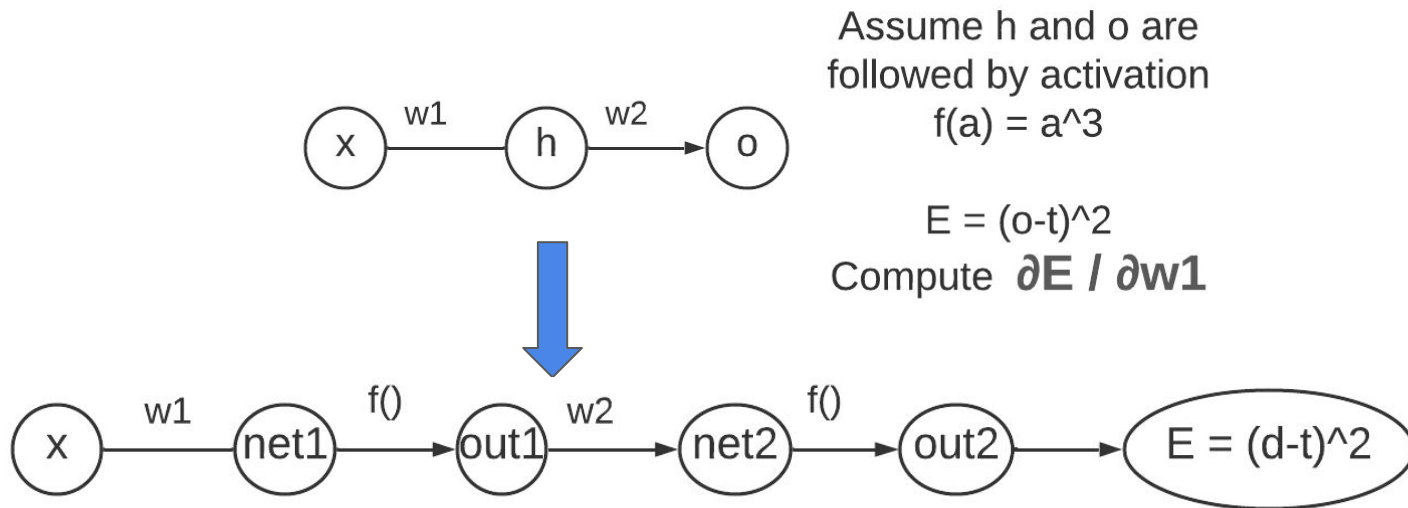 Assume h and o are
followed by activation
f(a) = a^3
x
w1
h
w2
o
E = (o-t)^2
Compute ∂E / ∂w1
x
w1
net1
f()
out1
w2
net2
f()
out2
E = (d-t)^2